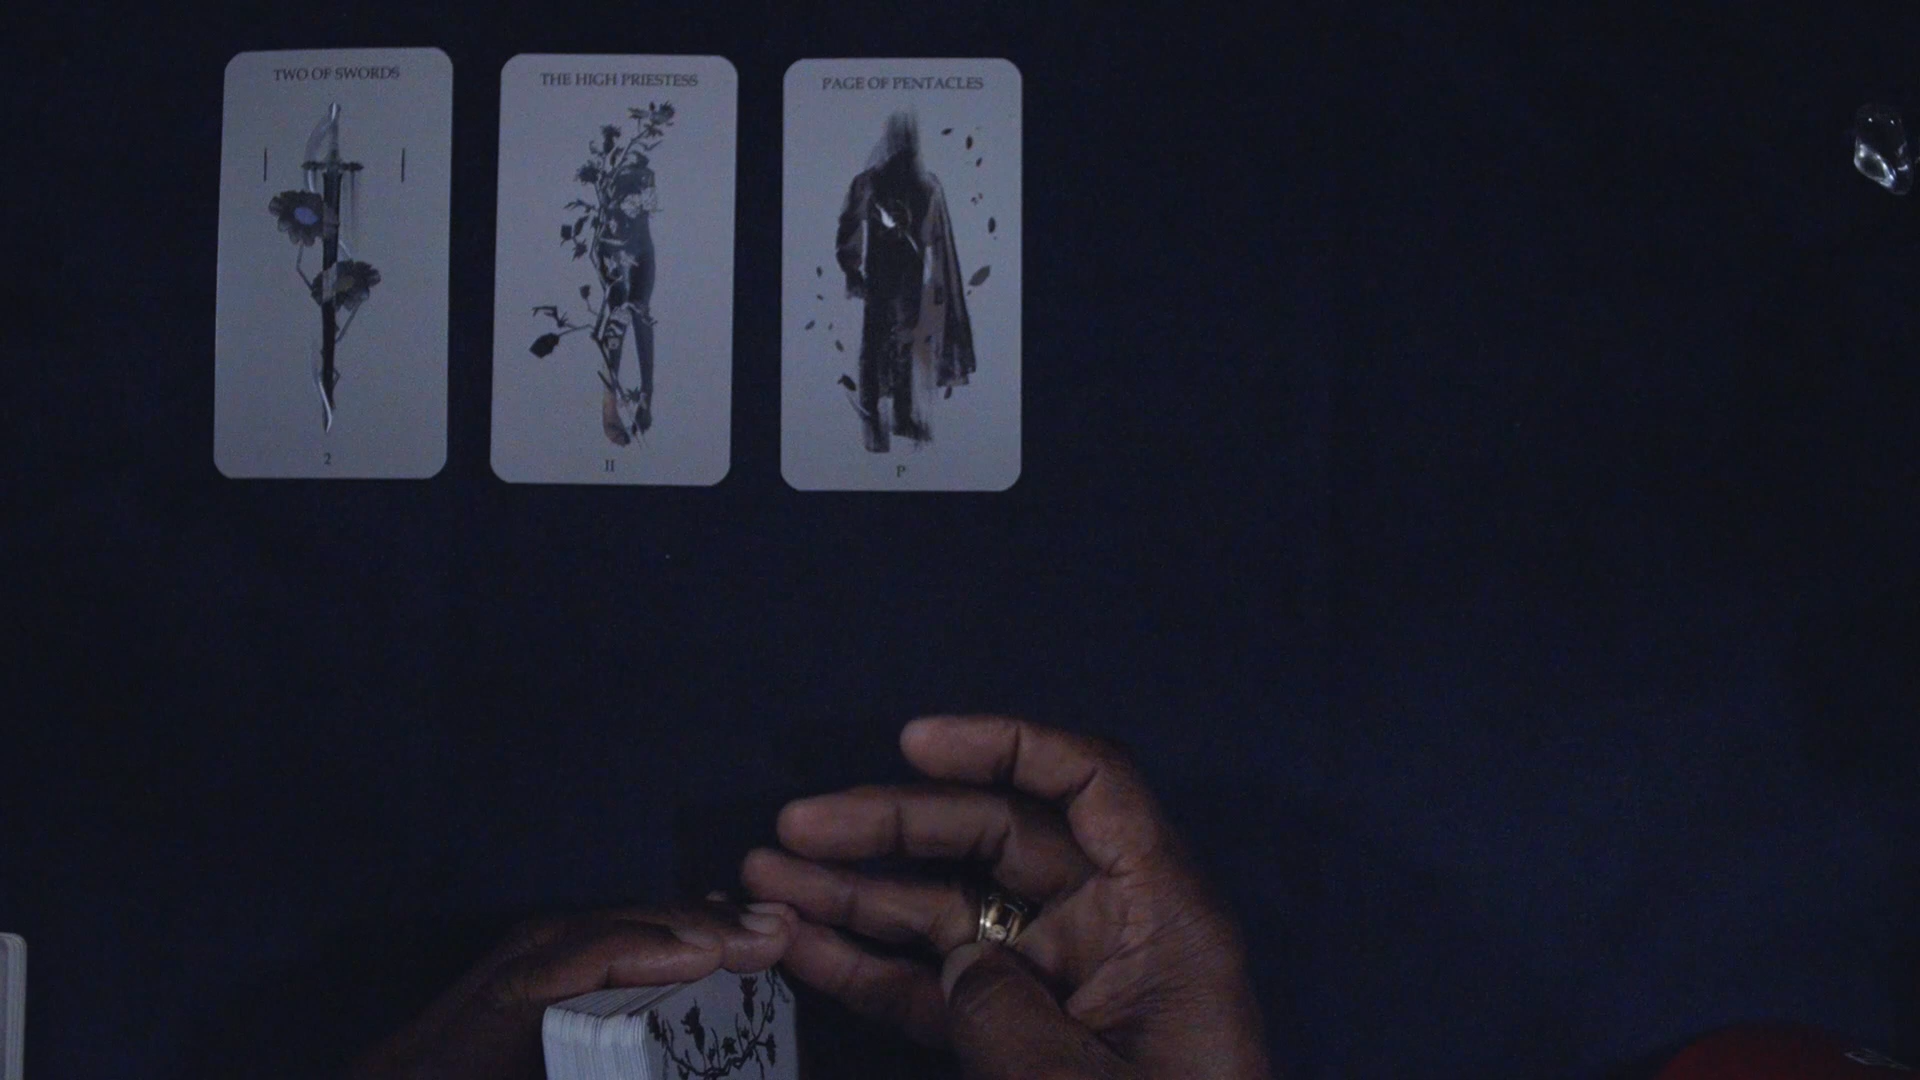 TWO OF SWORDS
2
THE HIGH PRIESTESS
II
PAGE OF PENTACLES
P